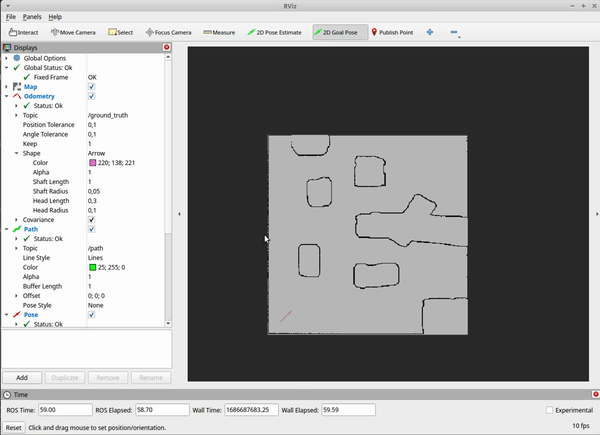 RViz
File Panels Help
Interact Move Camera Select Focus Camera Measure 2D Pose Estimate 2D Goal Pose Publish Point
Displays
Global Options
Global Status: Ok
Fixed Frame OK
Map
Odometry
Status: Ok
Topic /ground_truth
Position Tolerance 0,1
Angle Tolerance 0,1
Keep 1
Shape Arrow
Color 220; 138; 221
Alpha 1
Shaft Length 1
Shaft Radius 0,05
Head Length 0,3
Head Radius 0,1
Covariance
Path
Status: Ok
Topic /path
Line Style Lines
Color 25; 255; 0
Alpha 1
Buffer Length 1
Offset 0; 0; 0
Pose Style None
Pose
Status: Ok
Add Duplicate Remove Rename
Time
ROS Time: 59.00 ROS Elapsed: 58.70 Wall Time: 1686687683.25 Wall Elapsed: 59.59 Experimental
Reset Click and drag mouse to set position/orientation. 10 fps